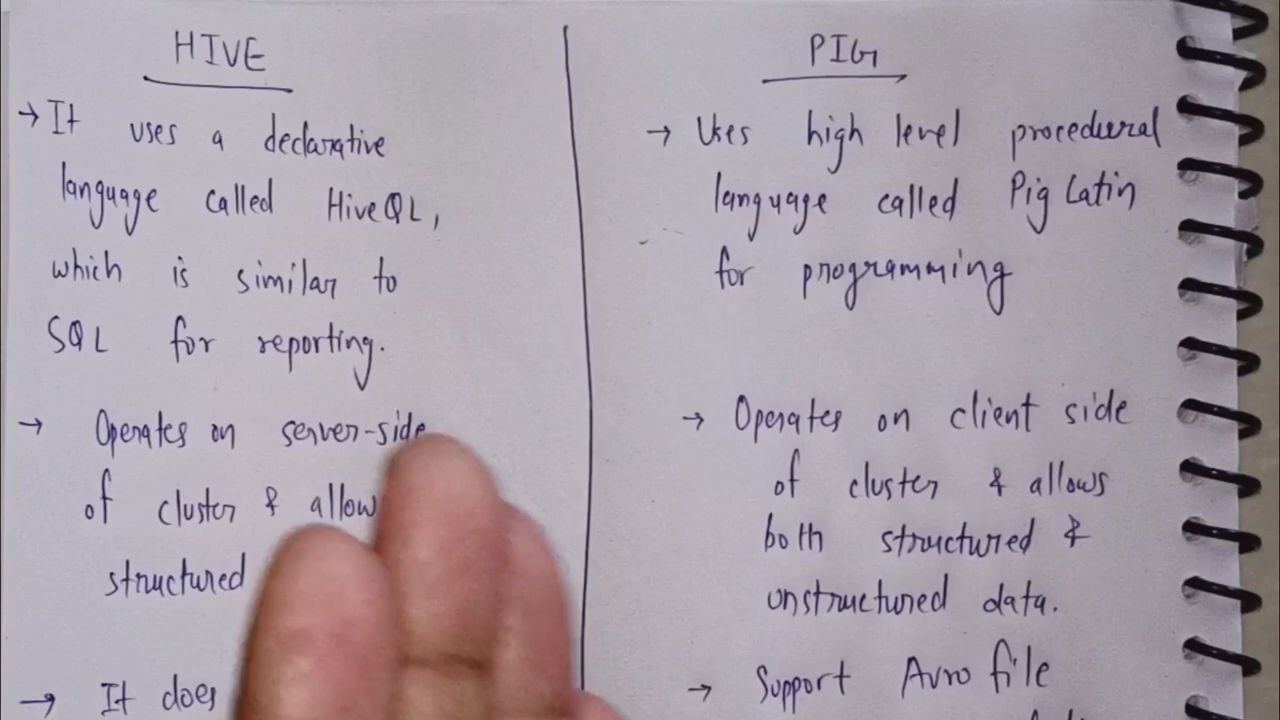 HIVE
→ It uses a declarative
language called HiveQL,
which is similar to
SQL for reporting.
→ Operates on server-side
of cluster & allow
structured
→ It does
PIG
→ Uses high level procedural
language called Pig Latin
for programming
→ Operates on client side
of cluster & allows
both structured &
unstructured data.
→ Support Avro file